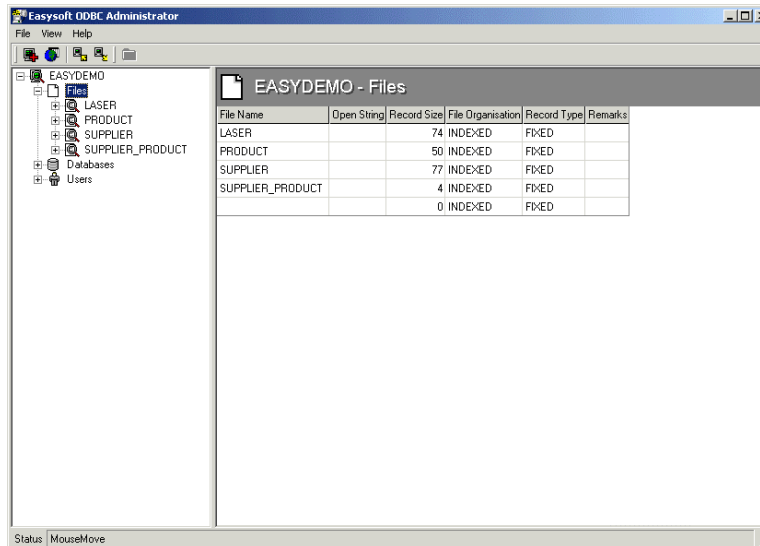 Easysoft ODBC Administrator
File View Help
EASYDEMO
Files
LASER
PRODUCT
SUPPLIER
SUPPLIER_PRODUCT
Databases
Users
EASYDEMO - Files
File Name Open String Record Size File Organisation Record Type Remarks
LASER 74 INDEXED FIXED
PRODUCT 50 INDEXED FIXED
SUPPLIER 77 INDEXED FIXED
SUPPLIER_PRODUCT 4 INDEXED FIXED
0 INDEXED FIXED
Status MouseMove